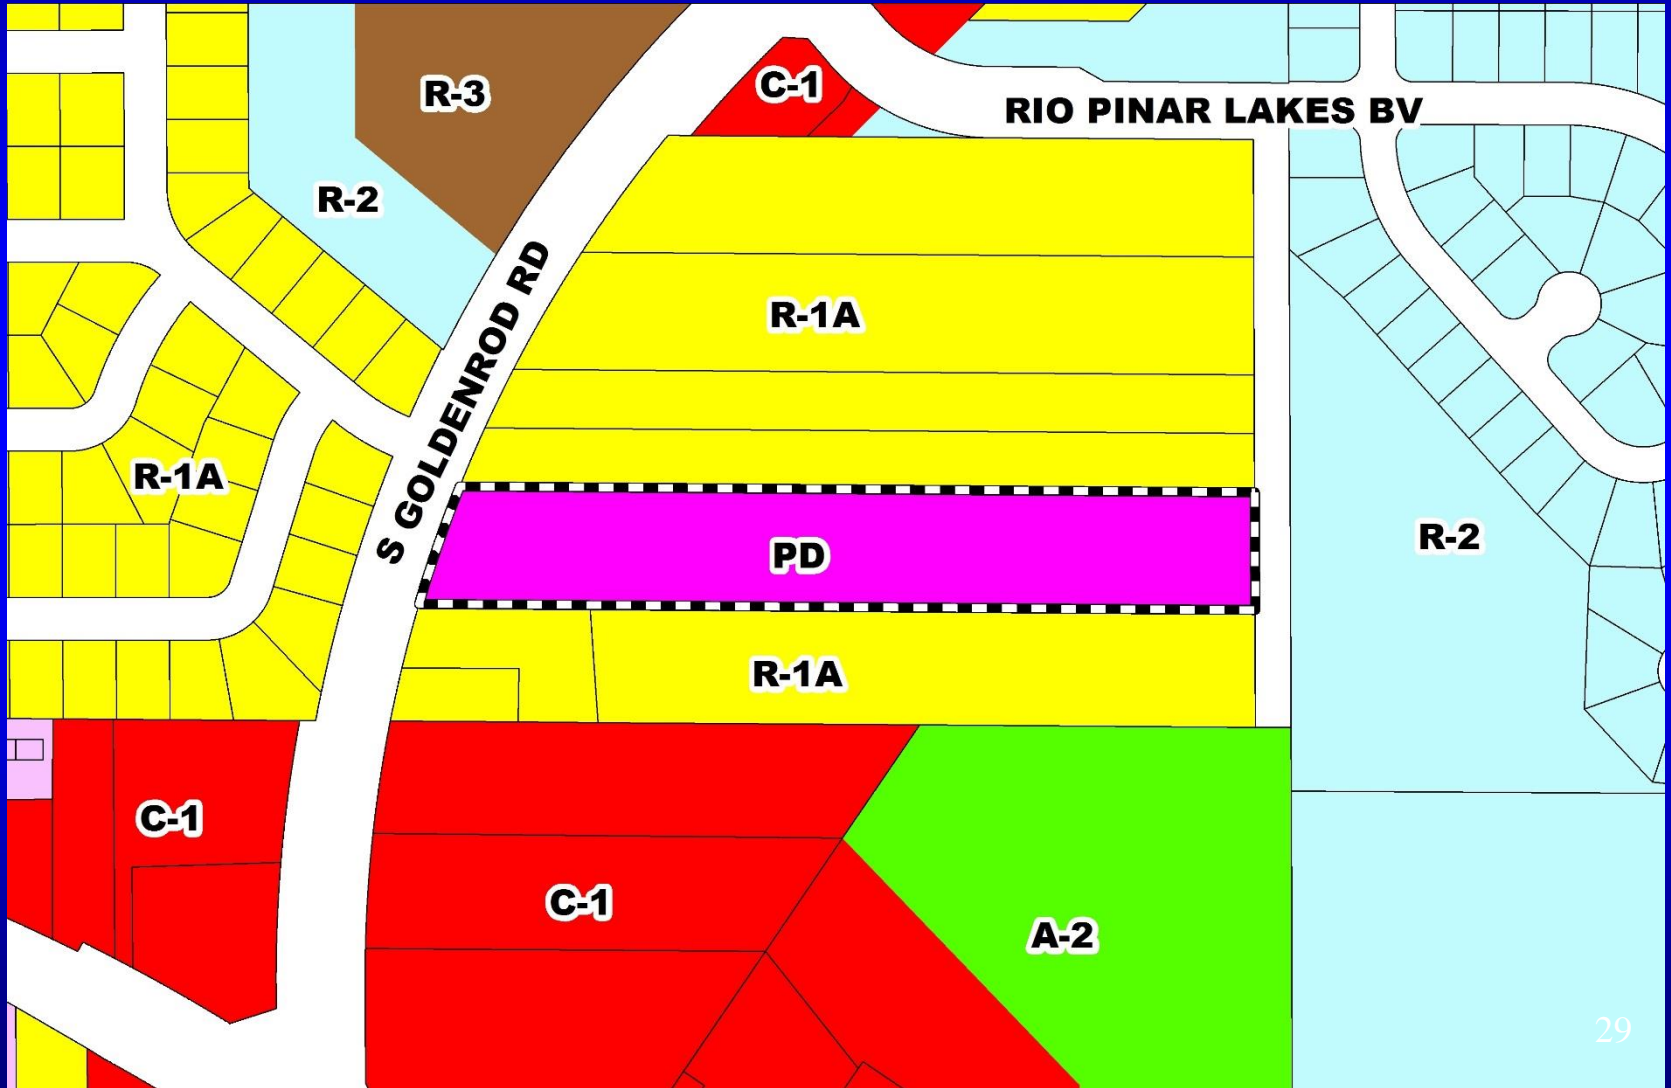 C-1
R-3
RIO PINAR LAKES BV
R-2
R-1A
S GOLDENROD RD
R-1A
R-2
PD
R-1A
C-1
C-1
A-2
29